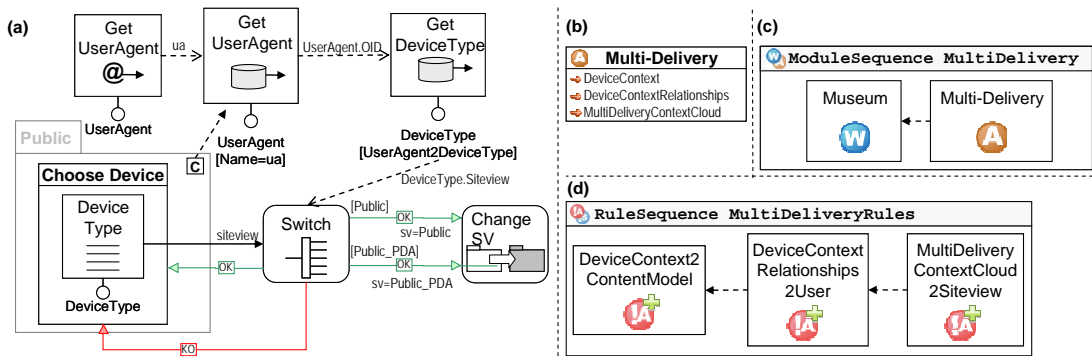 (a)
Get
UserAgent
@
UserAgent
ua
Get
UserAgent
UserAgent
[Name=ua]
UserAgent.OID
Get
DeviceType
DeviceType
[UserAgent2DeviceType]
DeviceType.Siteview
Public
C
Choose Device
Device
Type
DeviceType
siteview
OK
KO
Switch
[Public]
OK
sv=Public
[Public_PDA]
OK
sv=Public_PDA
Change
SV
(b)
A Multi-Delivery
DeviceContext
DeviceContextRelationships
MultiDeliveryContextCloud
(c)
W A ModuleSequence MultiDelivery
Museum
W
Multi-Delivery
A
(d)
!A RuleSequence MultiDeliveryRules
DeviceContext2
ContentModel
!A
DeviceContext
Relationships
2User
!A
MultiDelivery
ContextCloud
2Siteview
!A